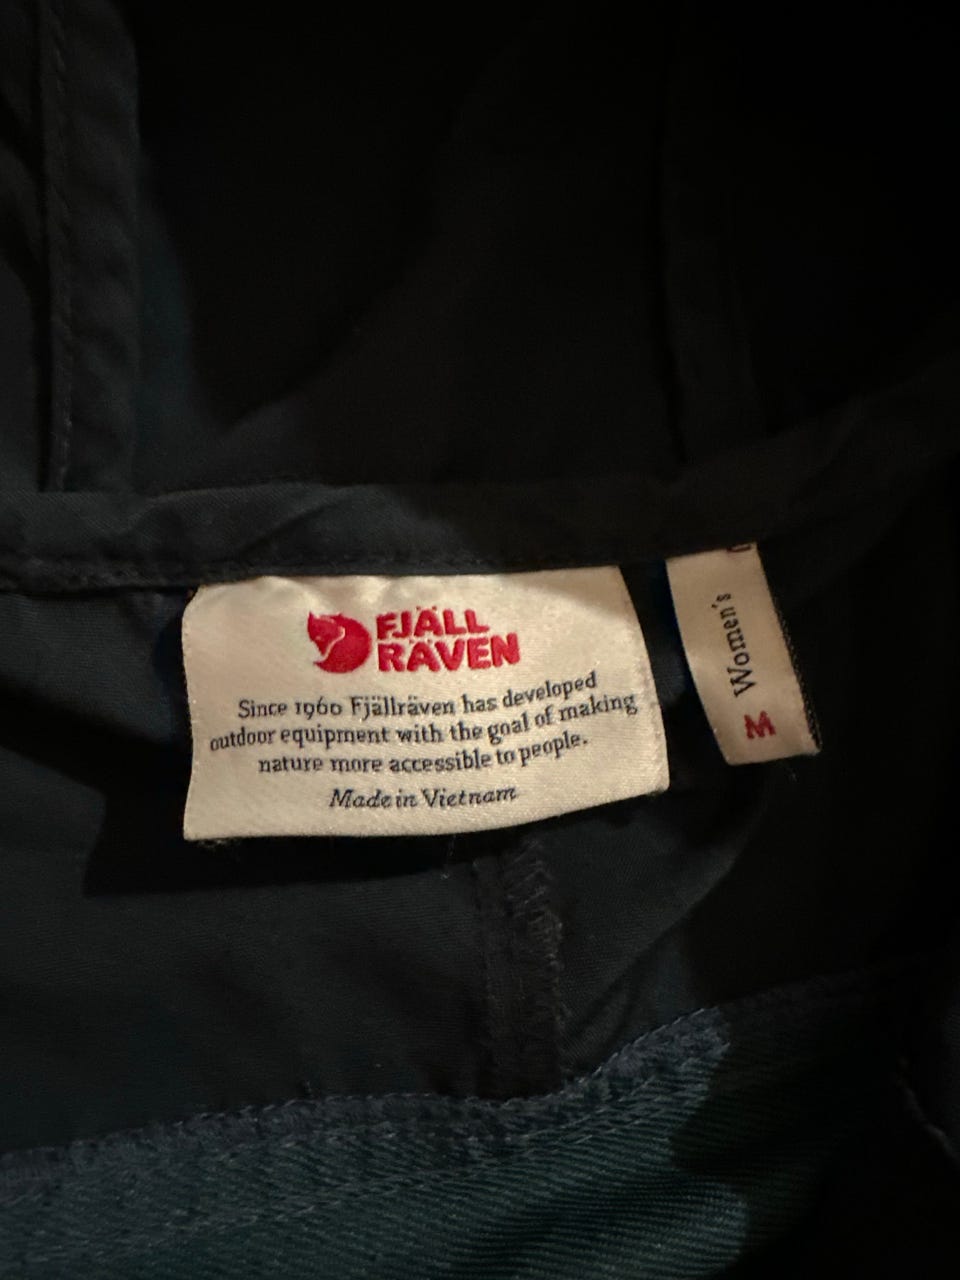 FJÄLL
RÄVEN
Since 1960 Fjällräven has developed
outdoor equipment with the goal of making
nature more accessible to people.
Made in Vietnam
Women's
M